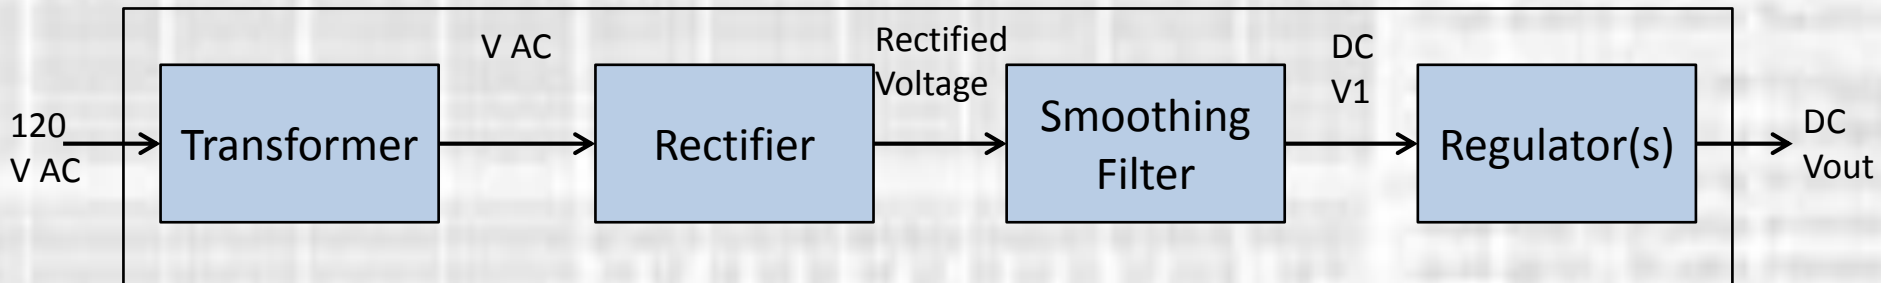 120
V AC
Transformer
V AC
Rectifier
Rectified
Voltage
Smoothing
Filter
DC
V1
Regulator(s)
DC
Vout